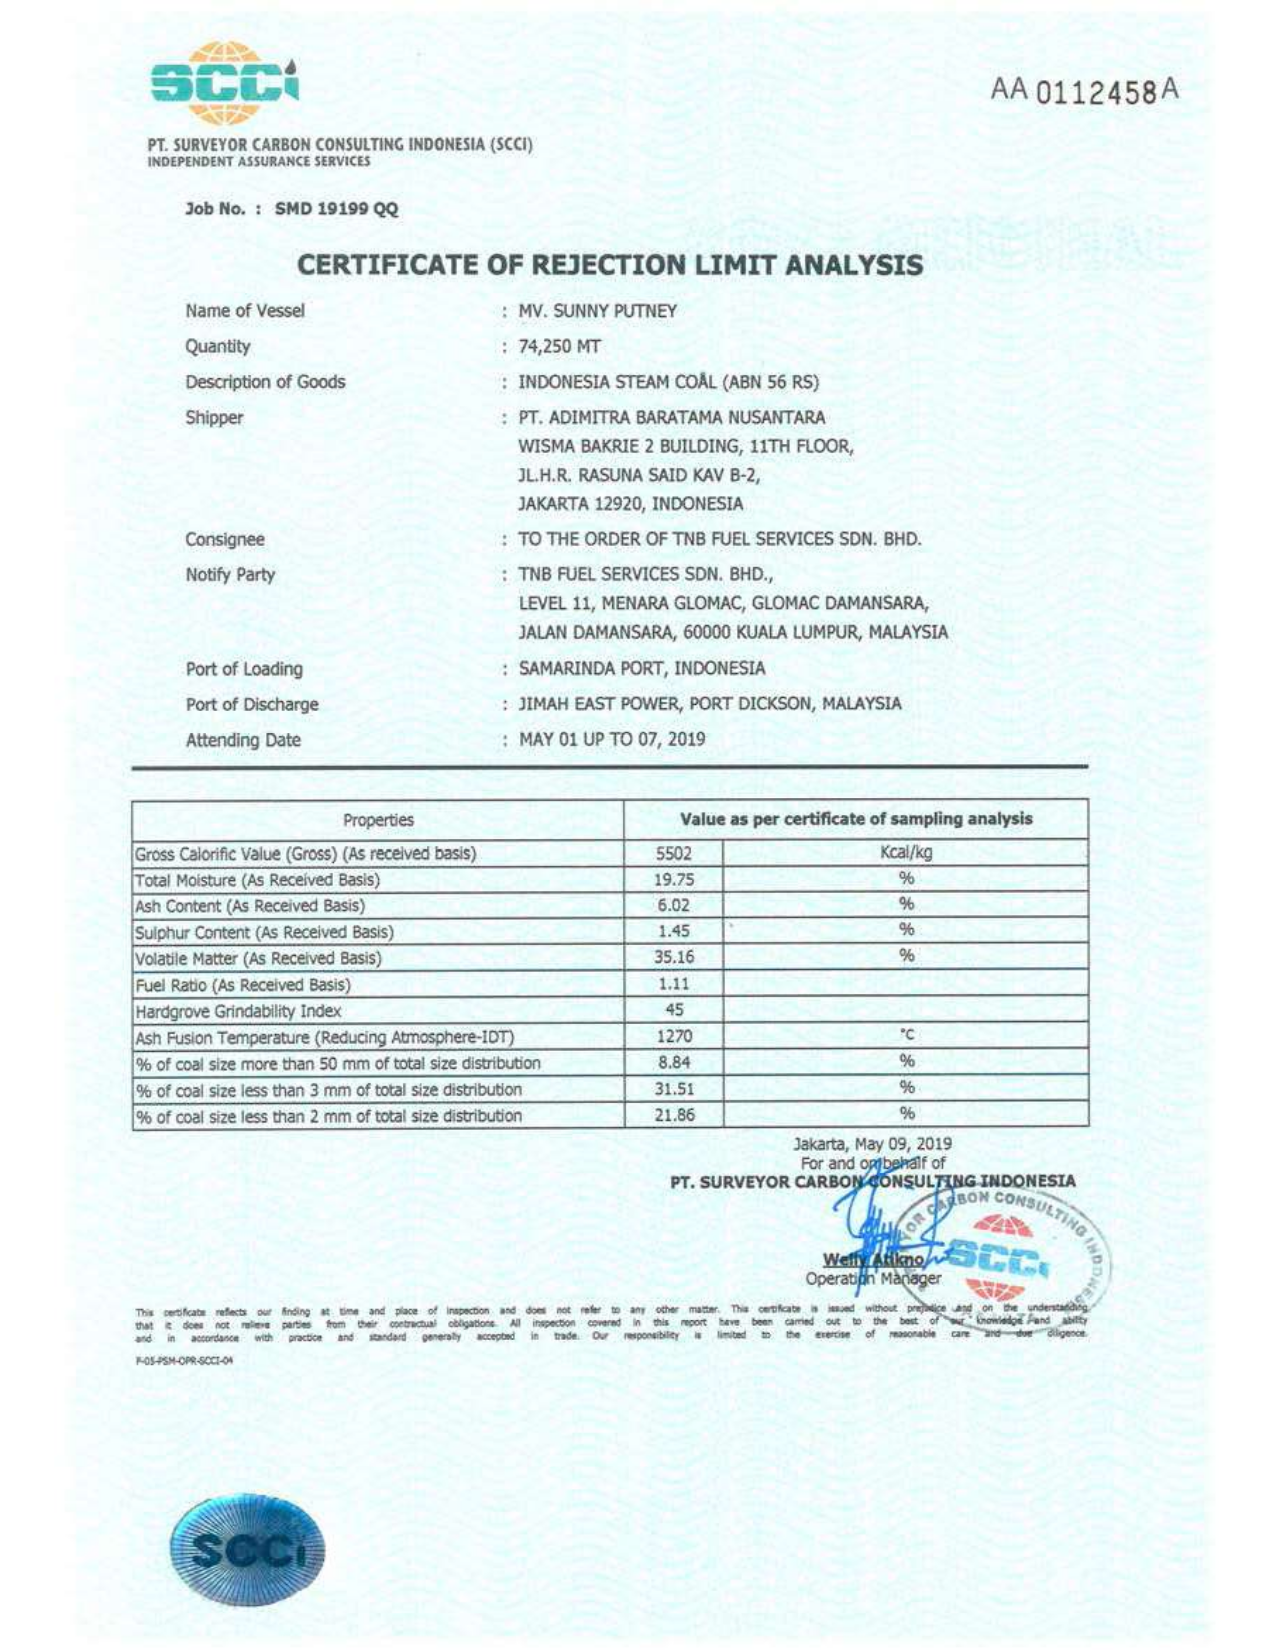 SCCi
AA 0112458 A
PT. SURVEYOR CARBON CONSULTING INDONESIA (SCCI)
INDEPENDENT ASSURANCE SERVICES
Job No. : SMD 19199 QQ
CERTIFICATE OF REJECTION LIMIT ANALYSIS
Name of Vessel : MV. SUNNY PUTNEY
Quantity : 74,250 MT
Description of Goods : INDONESIA STEAM COAL (ABN 56 RS)
Shipper : PT. ADIMITRA BARATAMA NUSANTARA
WISMA BAKRIE 2 BUILDING, 11TH FLOOR,
JL.H.R. RASUNA SAID KAV B-2,
JAKARTA 12920, INDONESIA
Consignee : TO THE ORDER OF TNB FUEL SERVICES SDN. BHD.
Notify Party : TNB FUEL SERVICES SDN. BHD.,
LEVEL 11, MENARA GLOMAC, GLOMAC DAMANSARA,
JALAN DAMANSARA, 60000 KUALA LUMPUR, MALAYSIA
Port of Loading : SAMARINDA PORT, INDONESIA
Port of Discharge : JIMAH EAST POWER, PORT DICKSON, MALAYSIA
Attending Date : MAY 01 UP TO 07, 2019
Properties Value as per certificate of sampling analysis
Gross Calorific Value (Gross) (As received basis) 5502 Kcal/kg
Total Moisture (As Received Basis) 19.75 %
Ash Content (As Received Basis) 6.02 %
Sulphur Content (As Received Basis) 1.45 %
Volatile Matter (As Received Basis) 35.16 %
Fuel Ratio (As Received Basis) 1.11
Hardgrove Grindability Index 45
Ash Fusion Temperature (Reducing Atmosphere-IDT) 1270 °C
% of coal size more than 50 mm of total size distribution 8.84 %
% of coal size less than 3 mm of total size distribution 31.51 %
% of coal size less than 2 mm of total size distribution 21.86 %
Jakarta, May 09, 2019
For and on behalf of
PT. SURVEYOR CARBON CONSULTING INDONESIA
YOR CARBON CONSULTING INDONES
SCCi
Welly Atikno
Operation Manager
This certificate reflects our finding at time and place of inspection and does not refer to any other matter. This certificate is issued without prejudice and on the understanding
that it does not relieve parties from their contractual obligations. All inspection covered in this report have been carried out to the best of our knowledge and ability
and in accordance with practice and standard generally accepted in trade. Our responsibility is limited to the exercise of reasonable care and due diligence.
F-05-PSM-OPR-SCCI-04
SCCi